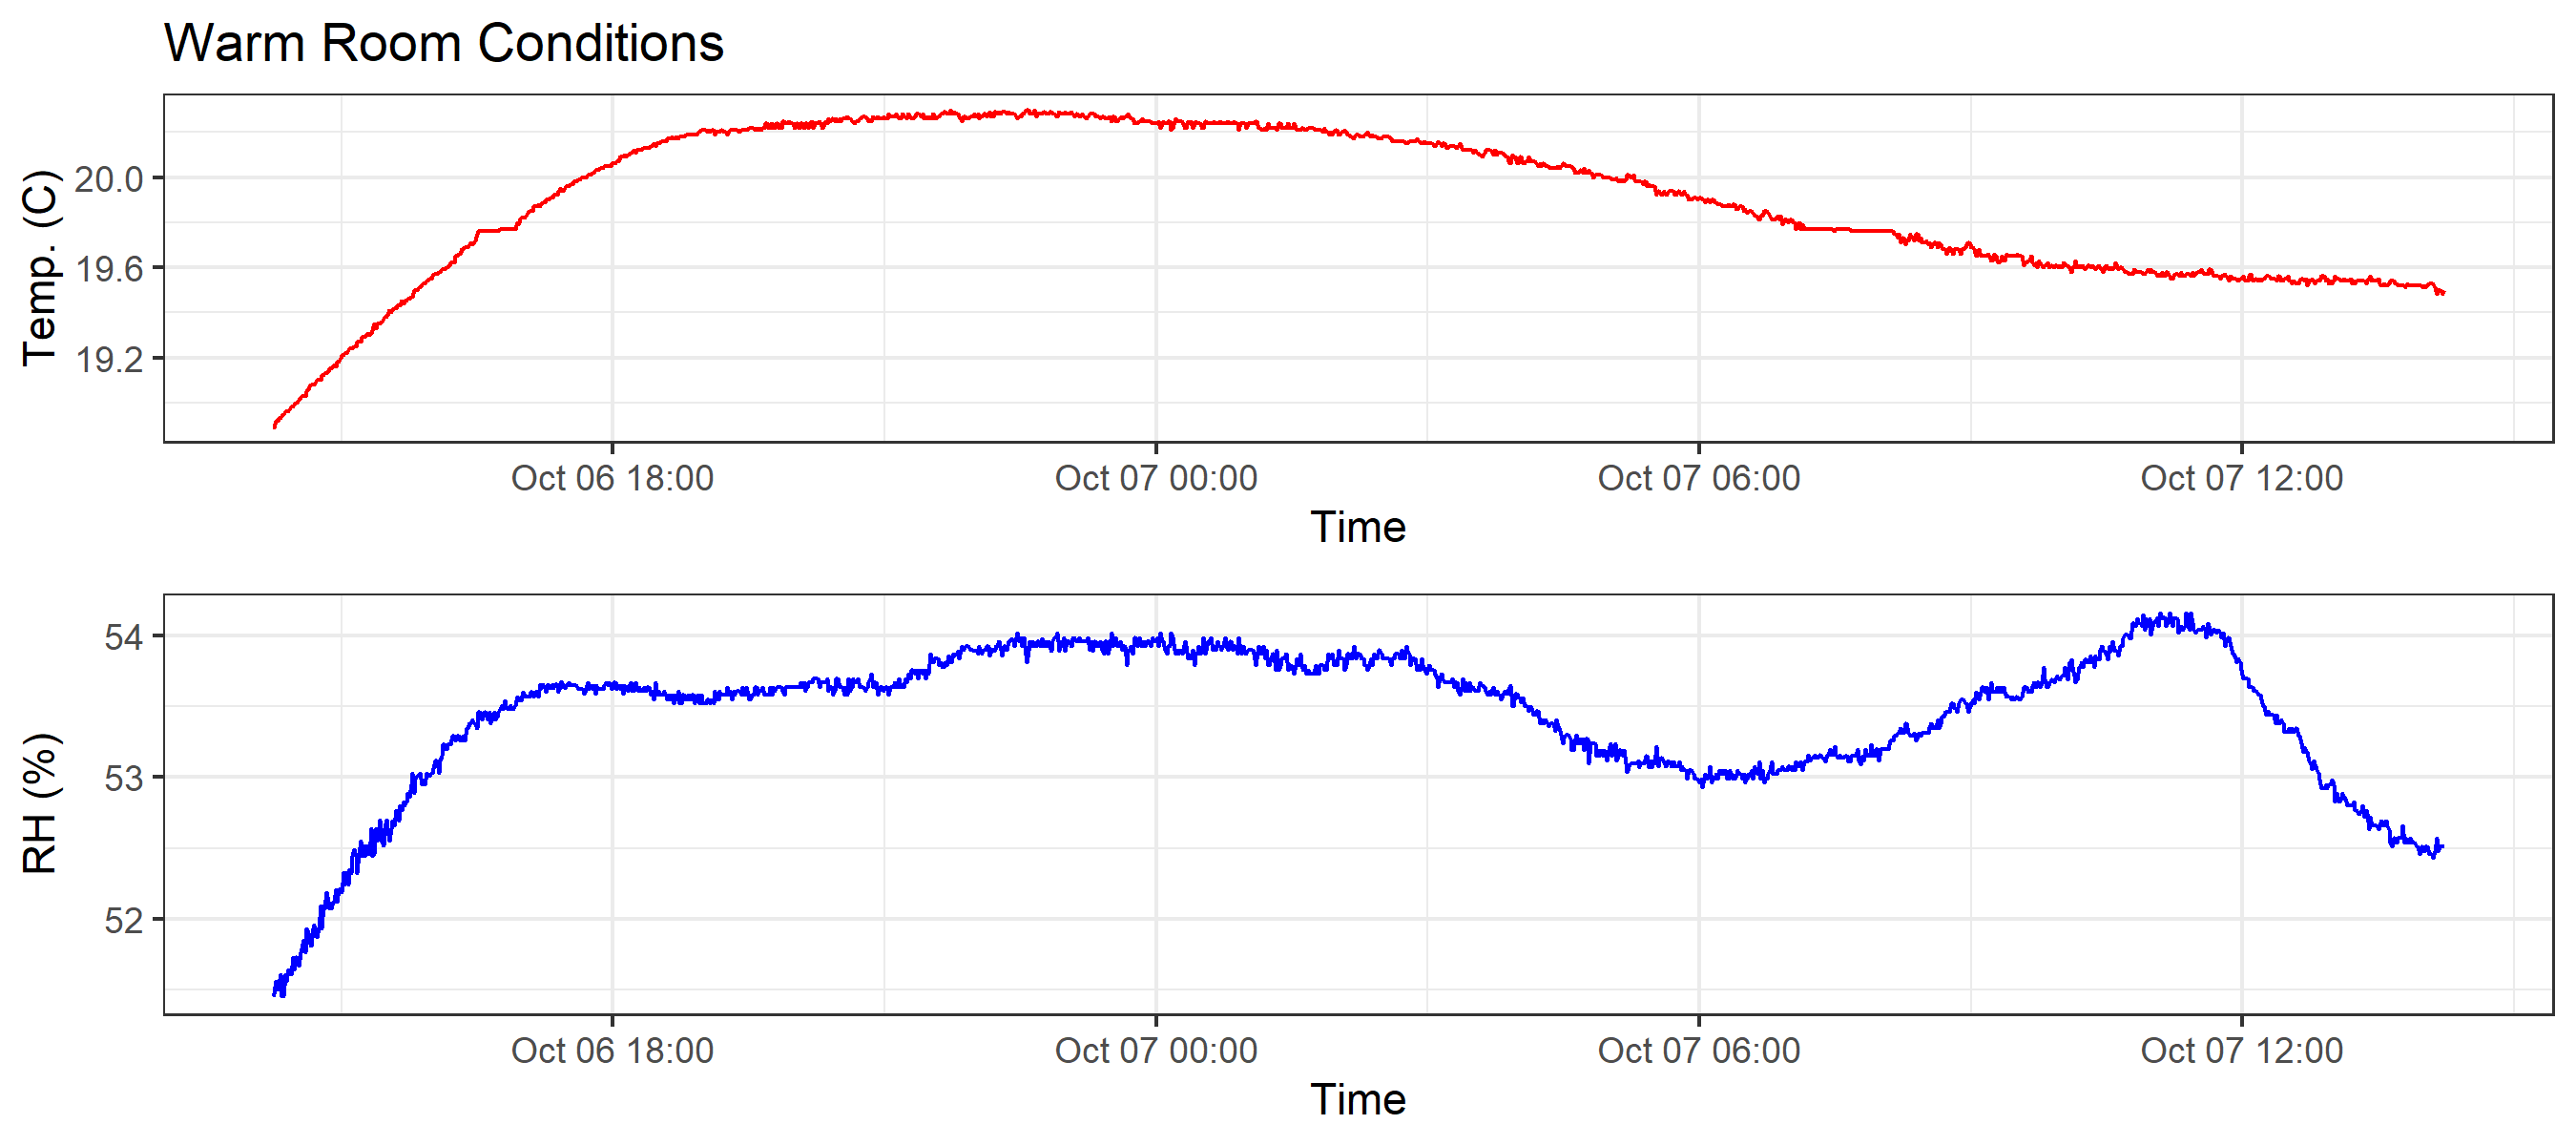 Warm Room Conditions
Temp. (C)
20.0
19.6
19.2
Oct 06 18:00 Oct 07 00:00 Oct 07 06:00 Oct 07 12:00
Time
RH (%)
54
53
52
Oct 06 18:00 Oct 07 00:00 Oct 07 06:00 Oct 07 12:00
Time